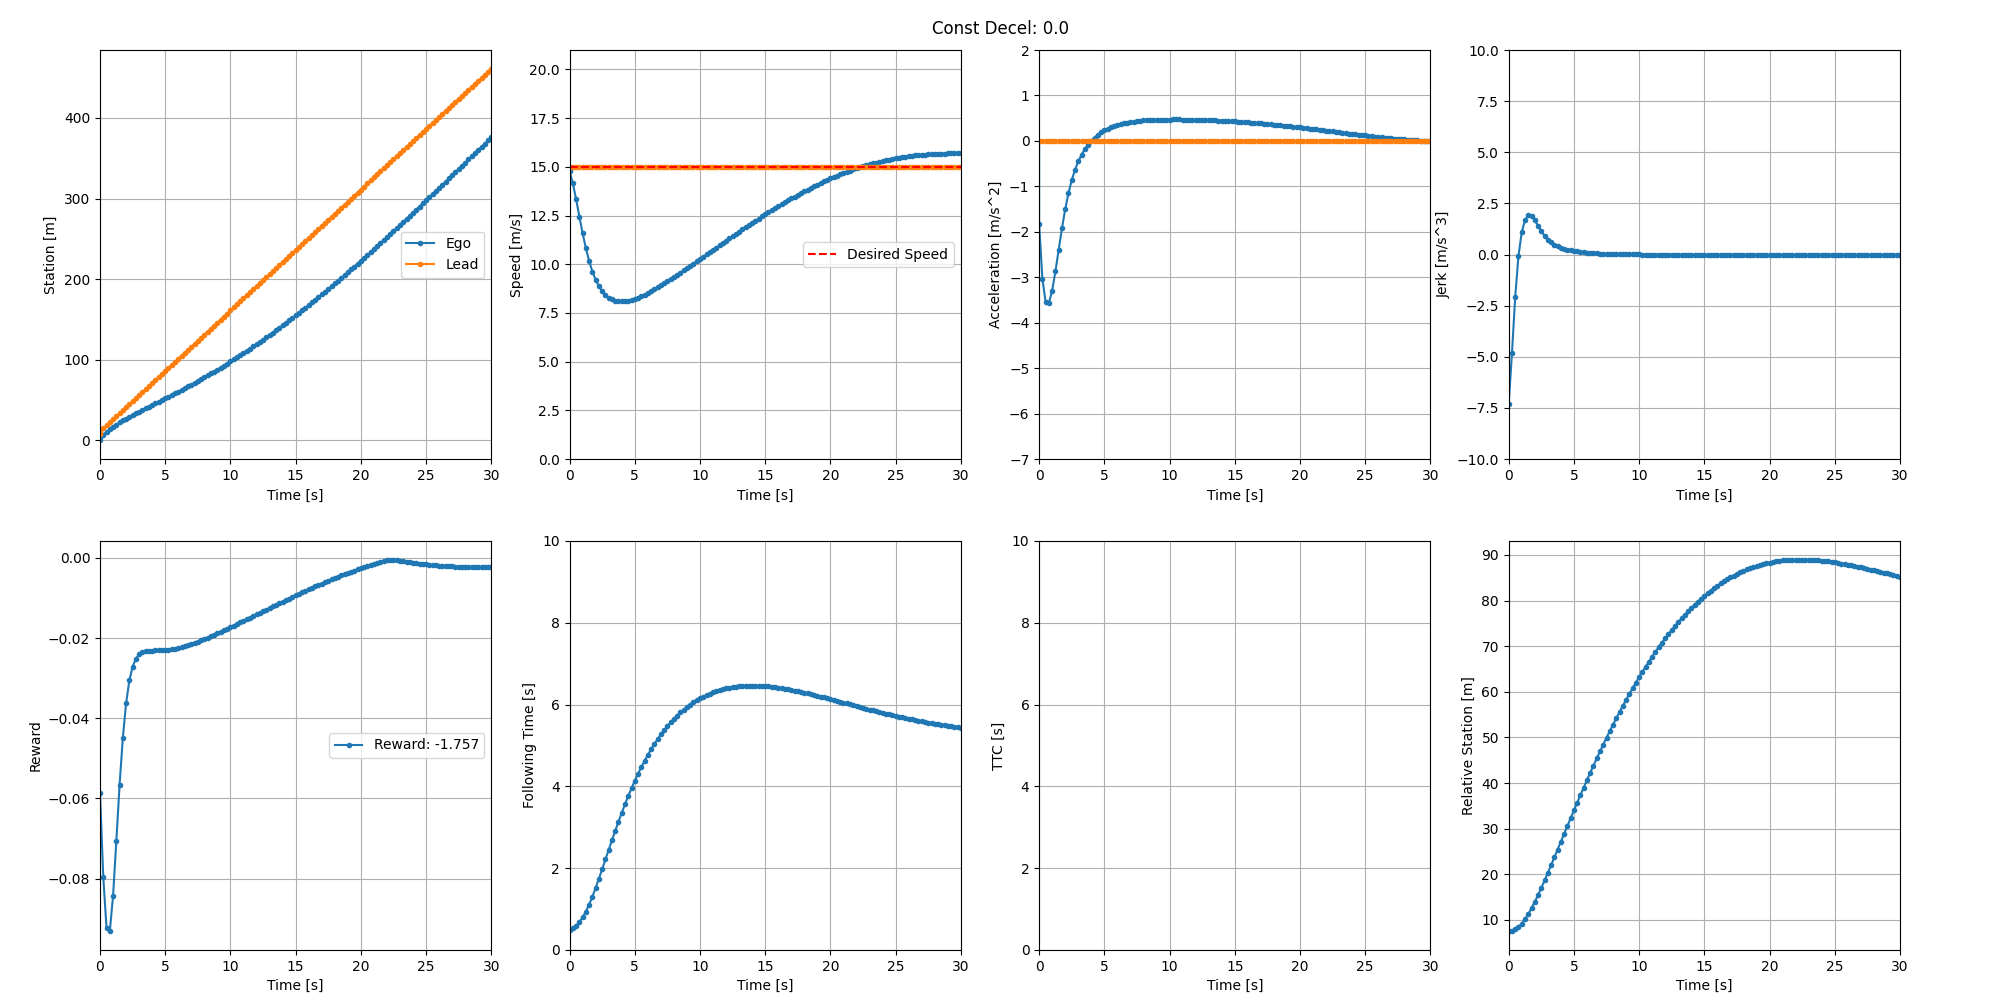 Const Decel: 0.0
Station [m]
400
300
200
100
0
Ego
Lead
0 5 10 15 20 25 30
Time [s]
Speed [m/s]
20.0
17.5
15.0
12.5
10.0
7.5
5.0
2.5
0.0
Desired Speed
0 5 10 15 20 25 30
Time [s]
Acceleration [m/s^2]
2
1
0
−1
−2
−3
−4
−5
−6
−7
0 5 10 15 20 25 30
Time [s]
Jerk [m/s^3]
10.0
7.5
5.0
2.5
0.0
−2.5
−5.0
−7.5
−10.0
0 5 10 15 20 25 30
Time [s]
Reward
0.00
−0.02
−0.04
−0.06
−0.08
Reward: -1.757
0 5 10 15 20 25 30
Time [s]
Following Time [s]
10
8
6
4
2
0
0 5 10 15 20 25 30
Time [s]
TTC [s]
10
8
6
4
2
0
0 5 10 15 20 25 30
Time [s]
Relative Station [m]
90
80
70
60
50
40
30
20
10
0 5 10 15 20 25 30
Time [s]